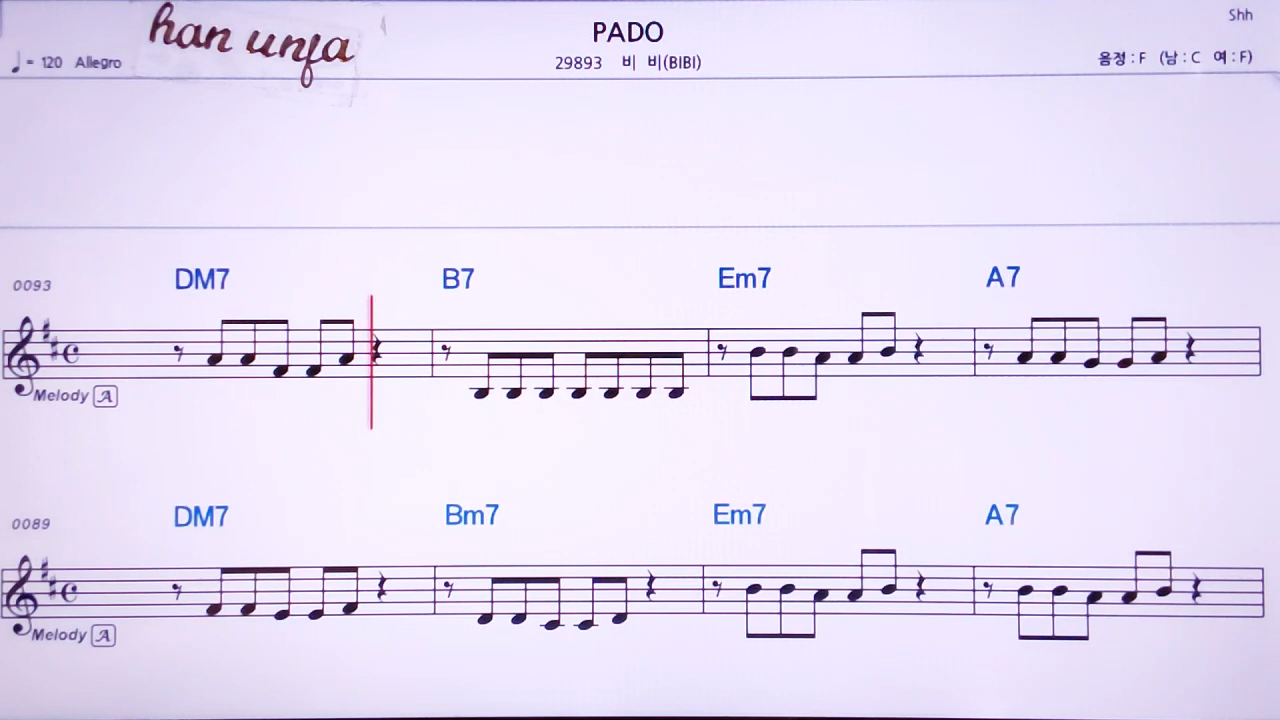 han unfa
PADO
Shh
♩ = 120 Allegro
29893 비 비(BIBI)
음정 : F (남 : C 여 : F)
0093
DM7 B7 Em7 A7
Melody A
0089
DM7 Bm7 Em7 A7
Melody A